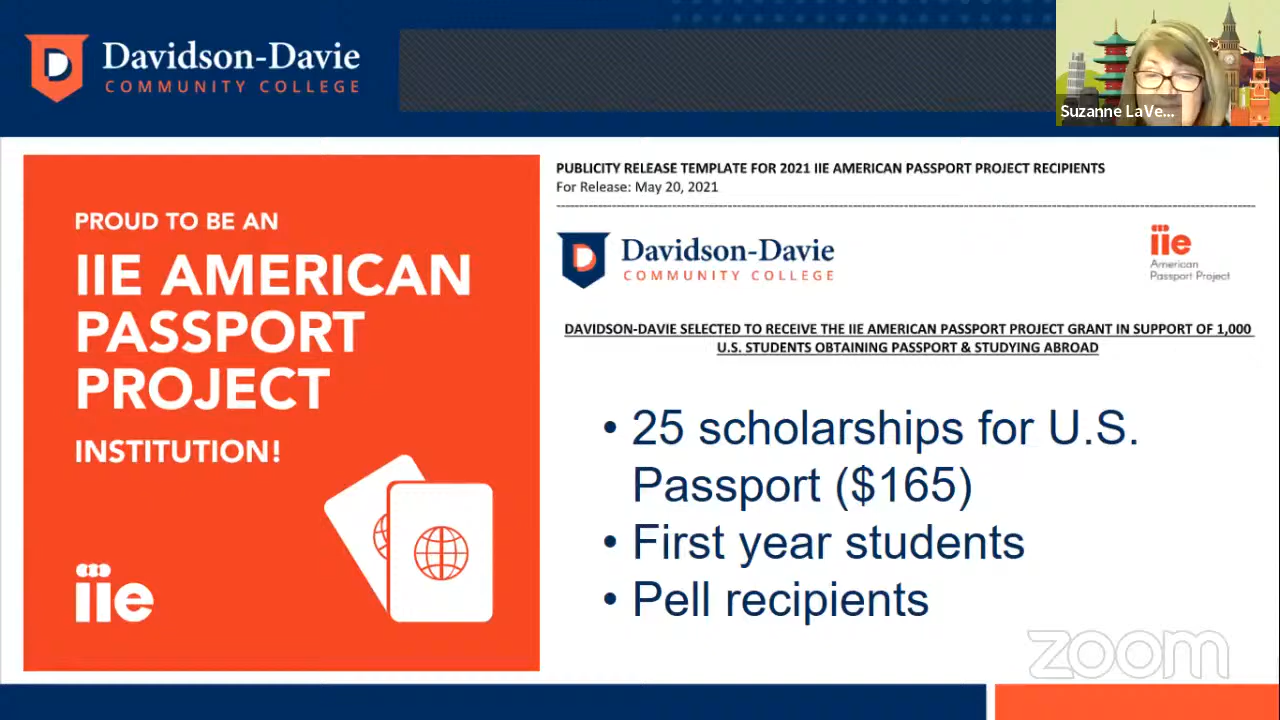 Davidson-Davie
COMMUNITY COLLEGE
Suzanne LaVe...
PROUD TO BE AN
IIE AMERICAN
PASSPORT
PROJECT
INSTITUTION!
iie
PUBLICITY RELEASE TEMPLATE FOR 2021 IIE AMERICAN PASSPORT PROJECT RECIPIENTS
For Release: May 20, 2021
Davidson-Davie
COMMUNITY COLLEGE
iie
American
Passport Project
DAVIDSON-DAVIE SELECTED TO RECEIVE THE IIE AMERICAN PASSPORT PROJECT GRANT IN SUPPORT OF 1,000
U.S. STUDENTS OBTAINING PASSPORT & STUDYING ABROAD
• 25 scholarships for U.S.
Passport ($165)
• First year students
• Pell recipients
zoom